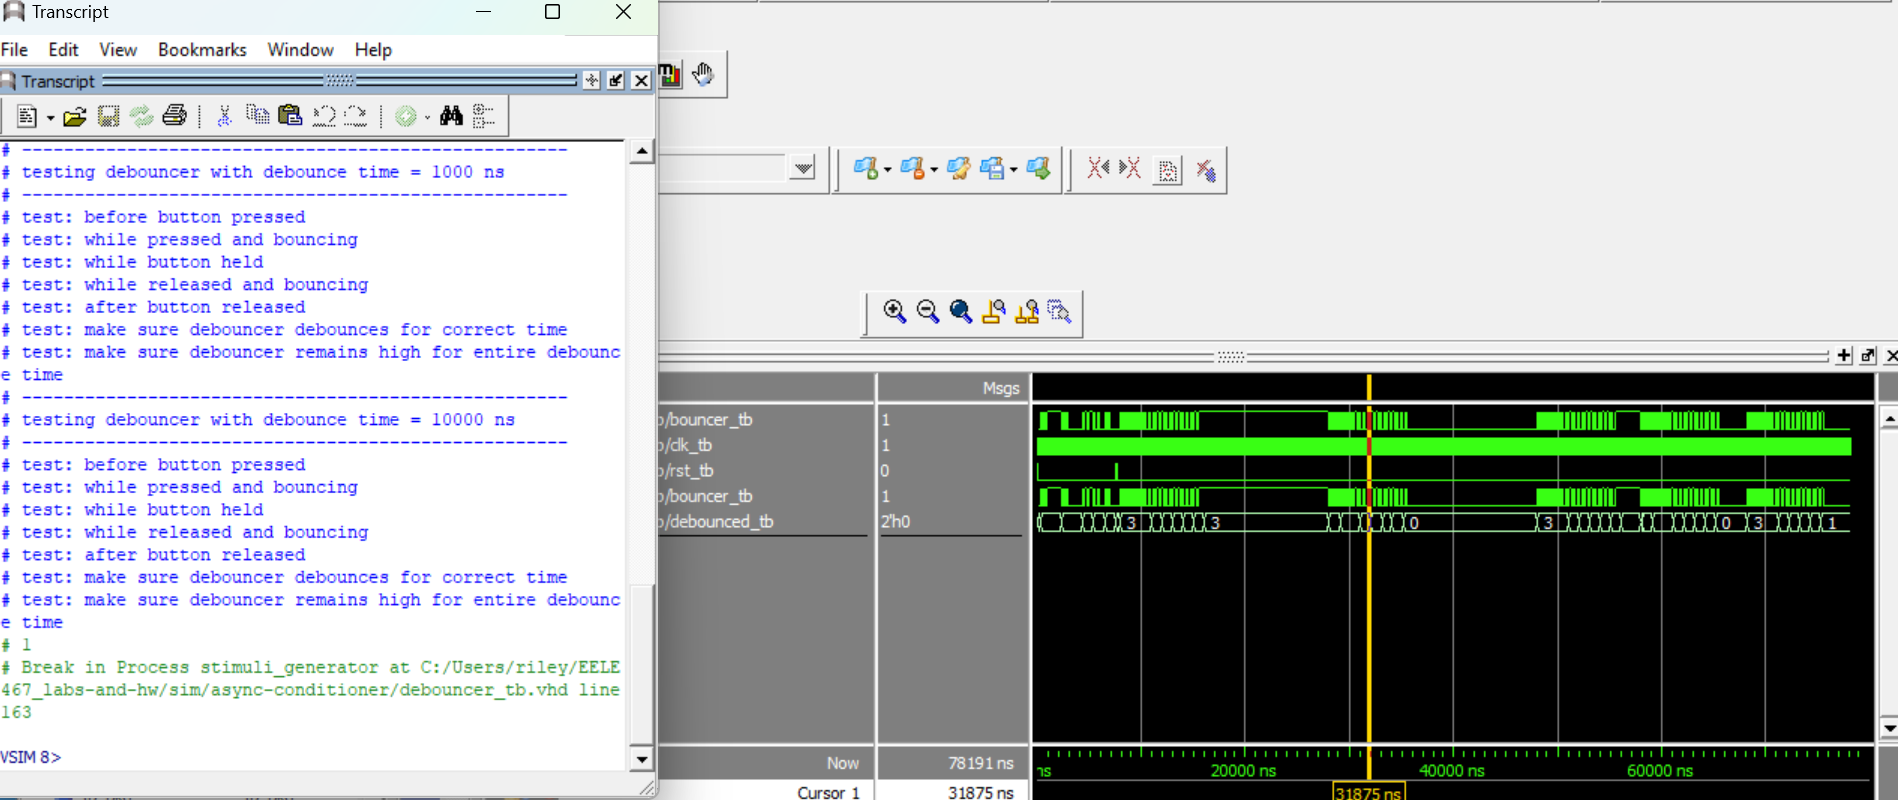 Transcript
File Edit View Bookmarks Window Help
Transcript
# ----------------------------------------------------
# testing debouncer with debounce time = 1000 ns
# ----------------------------------------------------
# test: before button pressed
# test: while pressed and bouncing
# test: while button held
# test: while released and bouncing
# test: after button released
# test: make sure debouncer debounces for correct time
# test: make sure debouncer remains high for entire debounc
e time
# ----------------------------------------------------
# testing debouncer with debounce time = 10000 ns
# ----------------------------------------------------
# test: before button pressed
# test: while pressed and bouncing
# test: while button held
# test: while released and bouncing
# test: after button released
# test: make sure debouncer debounces for correct time
# test: make sure debouncer remains high for entire debounc
e time
# 1
# Break in Process stimuli_generator at C:/Users/riley/EELE
467_labs-and-hw/sim/async-conditioner/debouncer_tb.vhd line
163
VSIM 8>
Msgs
/bouncer_tb 1
/clk_tb 1
/rst_tb 0
/bouncer_tb 1
/debounced_tb 2'h0 3 3 0 3 0 3 1
Now 78191 ns
ns 20000 ns 40000 ns 60000 ns
Cursor 1 31875 ns
31875 ns